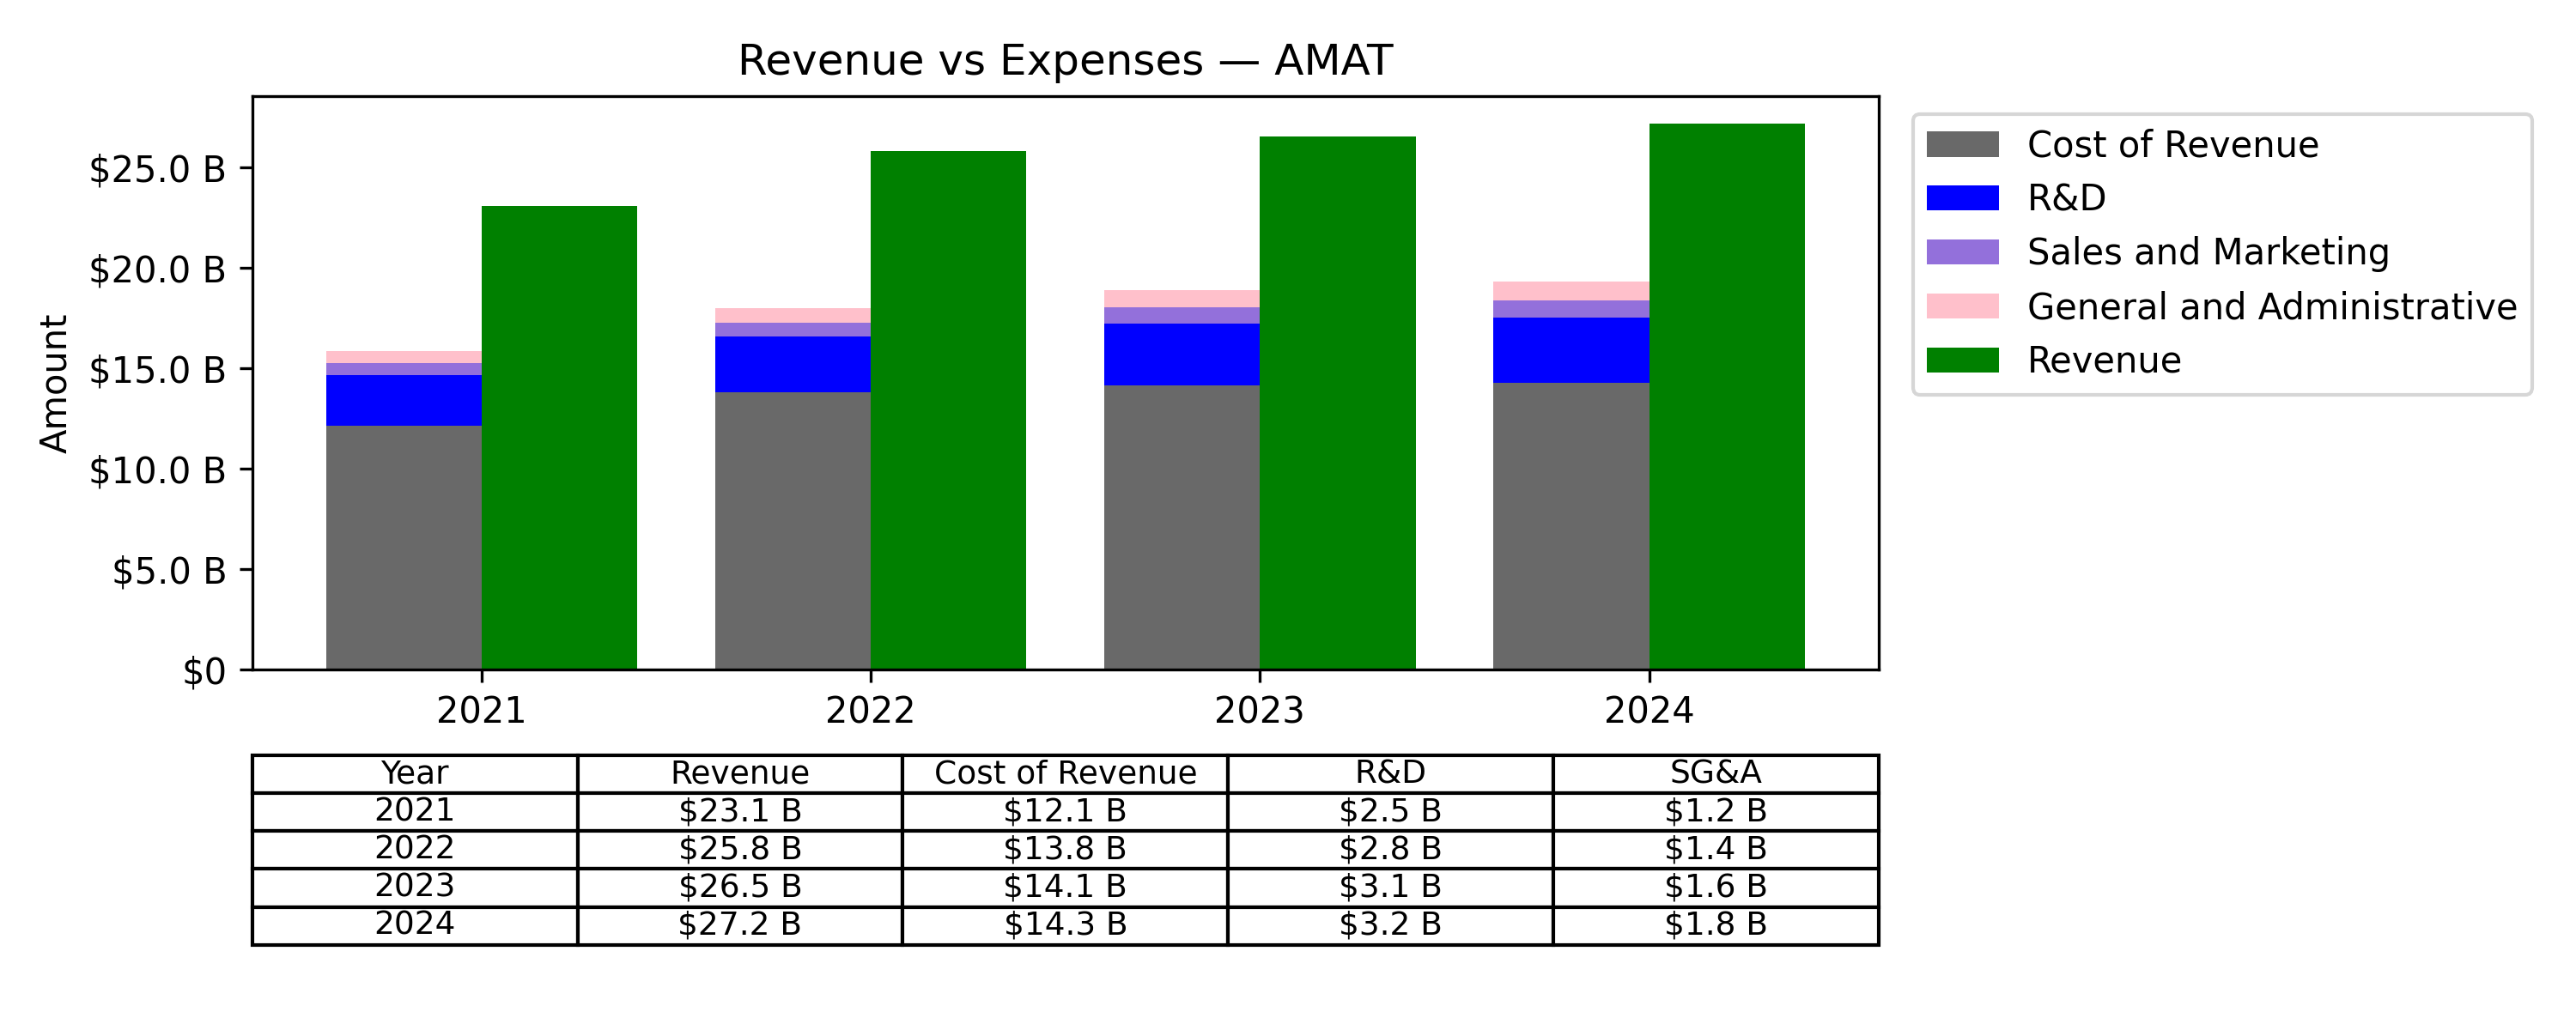 Revenue vs Expenses — AMAT
Amount
$25.0 B
$20.0 B
$15.0 B
$10.0 B
$5.0 B
$0
2021 2022 2023 2024
Cost of Revenue
R&D
Sales and Marketing
General and Administrative
Revenue
Year Revenue Cost of Revenue R&D SG&A
2021 $23.1 B $12.1 B $2.5 B $1.2 B
2022 $25.8 B $13.8 B $2.8 B $1.4 B
2023 $26.5 B $14.1 B $3.1 B $1.6 B
2024 $27.2 B $14.3 B $3.2 B $1.8 B